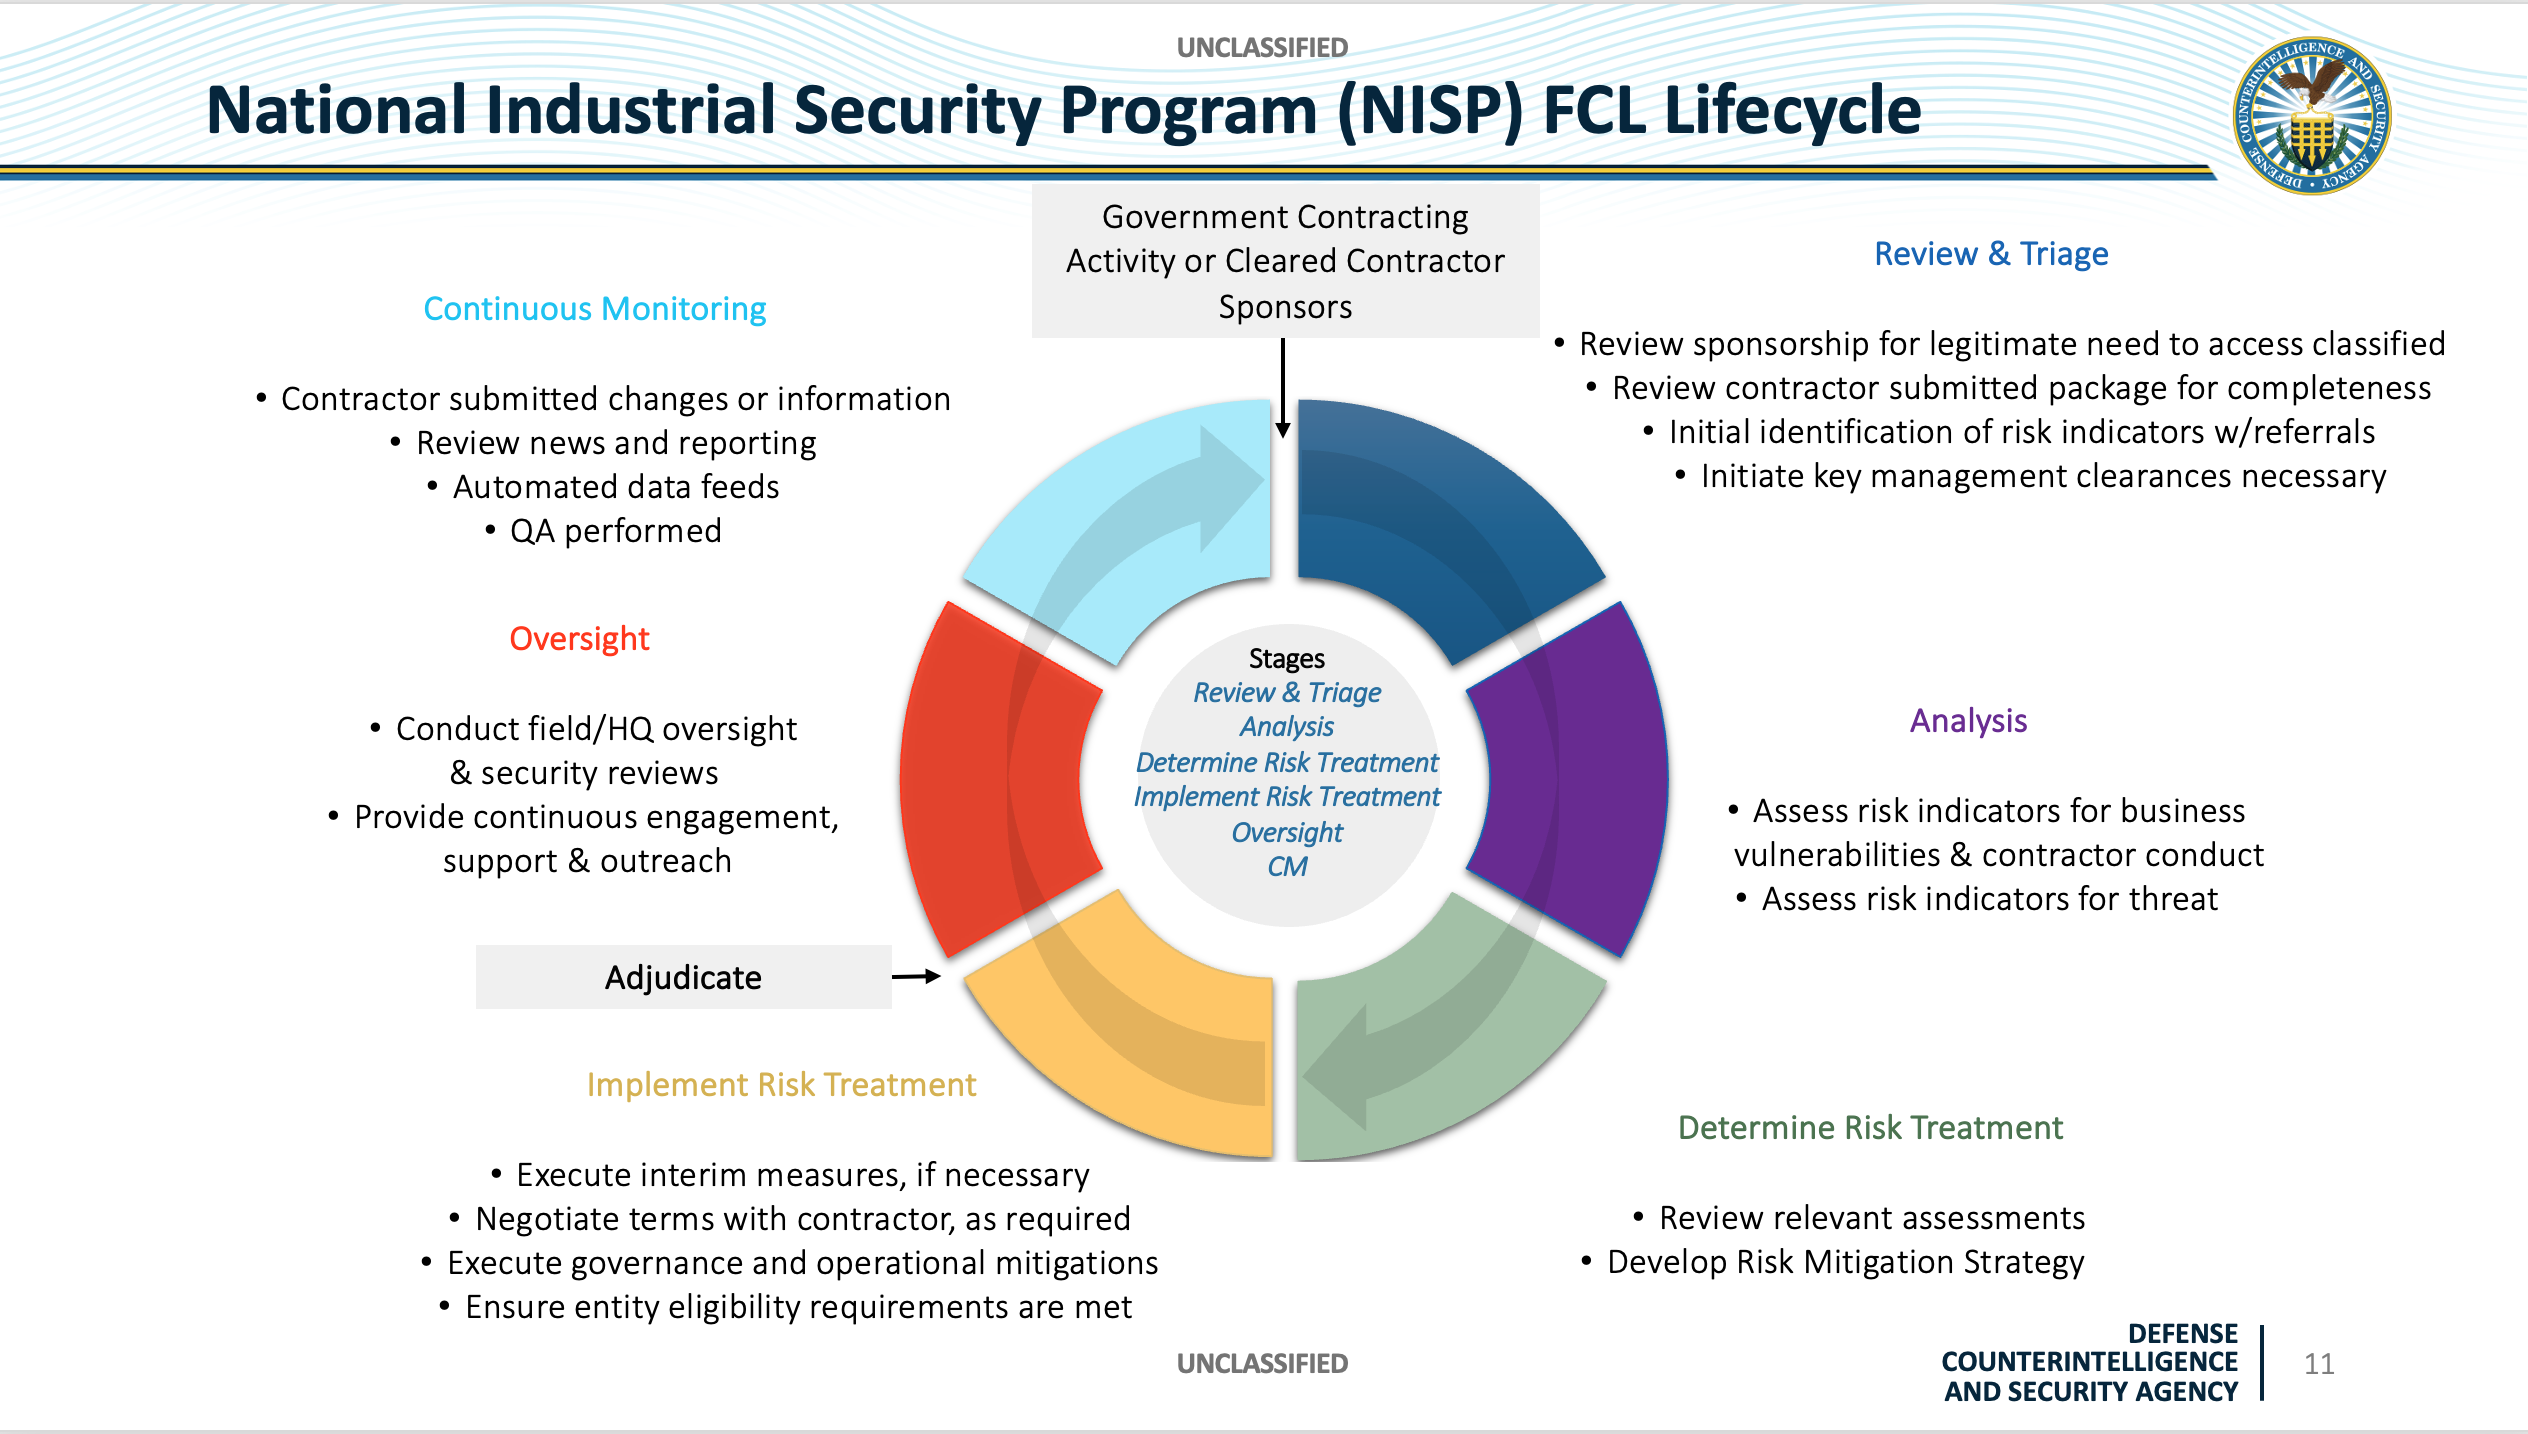 UNCLASSIFIED
National Industrial Security Program (NISP) FCL Lifecycle
DEFENSE COUNTERINTELLIGENCE AND SECURITY AGENCY
Government Contracting
Activity or Cleared Contractor
Sponsors
Review & Triage
• Review sponsorship for legitimate need to access classified
• Review contractor submitted package for completeness
• Initial identification of risk indicators w/referrals
• Initiate key management clearances necessary
Continuous Monitoring
• Contractor submitted changes or information
• Review news and reporting
• Automated data feeds
• QA performed
Oversight
• Conduct field/HQ oversight
& security reviews
• Provide continuous engagement,
support & outreach
Stages
Review & Triage
Analysis
Determine Risk Treatment
Implement Risk Treatment
Oversight
CM
Analysis
• Assess risk indicators for business
vulnerabilities & contractor conduct
• Assess risk indicators for threat
Adjudicate
Implement Risk Treatment
• Execute interim measures, if necessary
• Negotiate terms with contractor, as required
• Execute governance and operational mitigations
• Ensure entity eligibility requirements are met
Determine Risk Treatment
• Review relevant assessments
• Develop Risk Mitigation Strategy
UNCLASSIFIED
DEFENSE
COUNTERINTELLIGENCE
AND SECURITY AGENCY
11